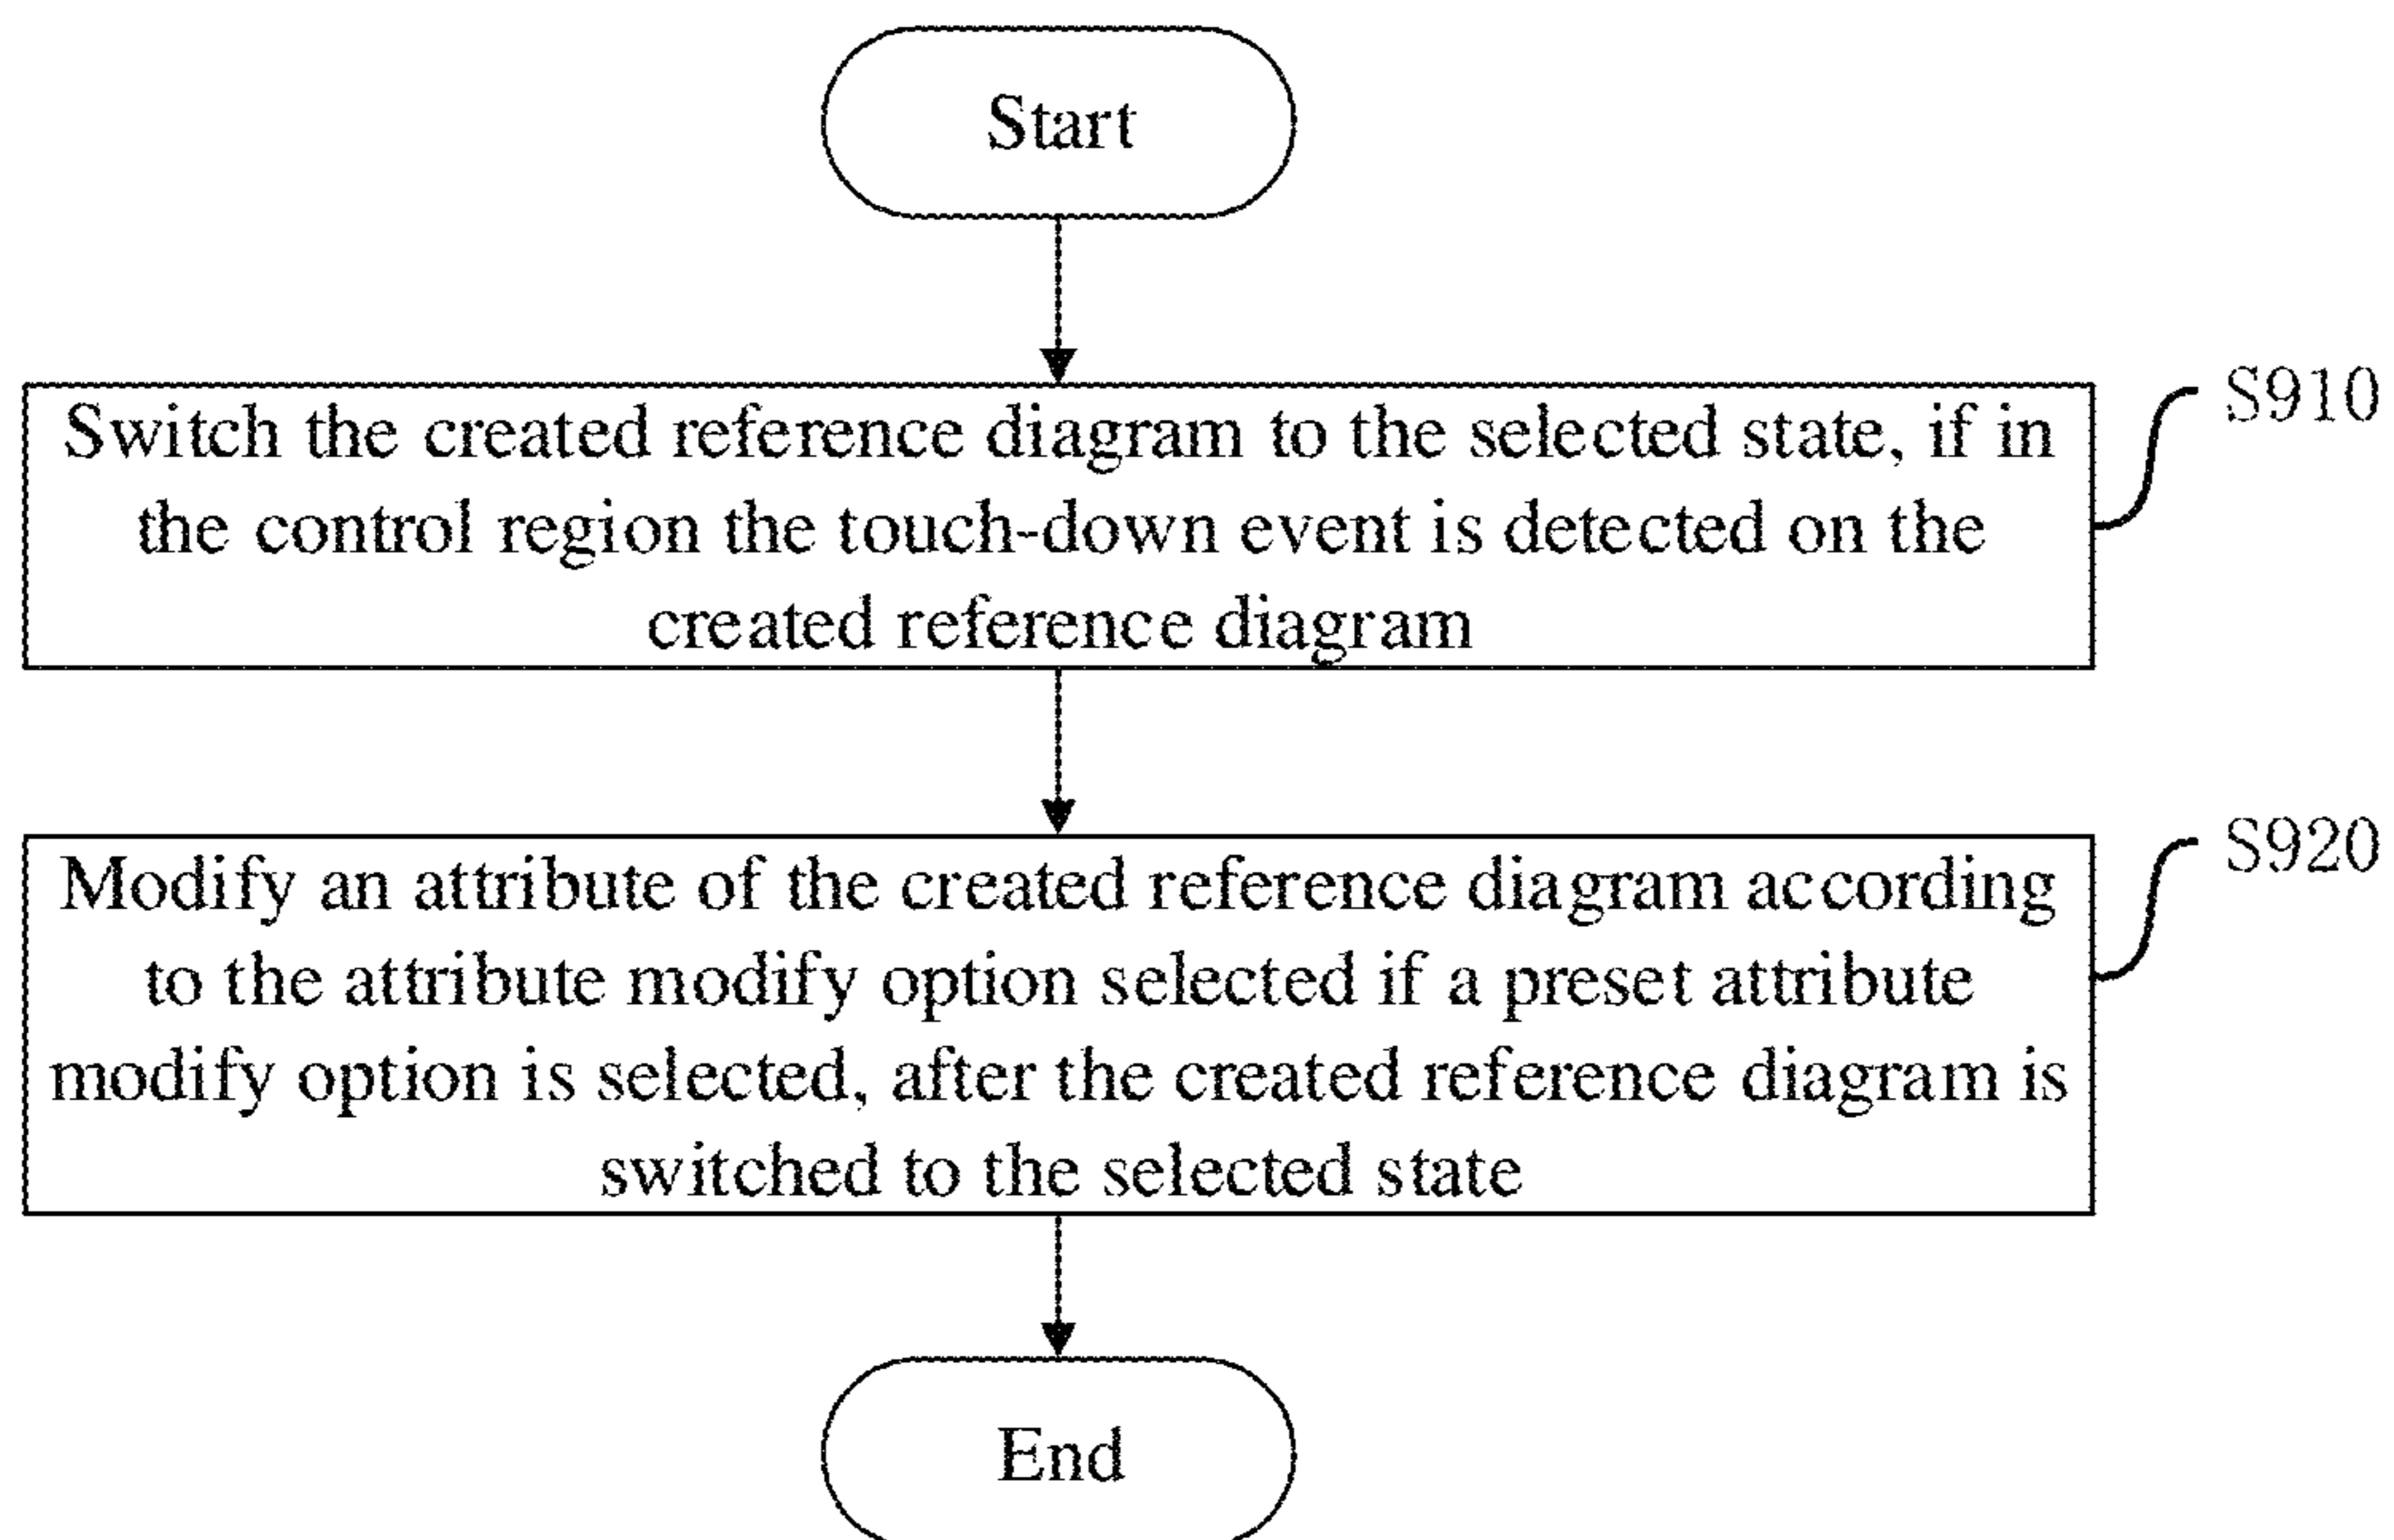 Start
Switch the created reference diagram to the selected state, if in
the control region the touch-down event is detected on the
created reference diagram
S910
Modify an attribute of the created reference diagram according
to the attribute modify option selected if a preset attribute
modify option is selected, after the created reference diagram is
switched to the selected state
S920
End